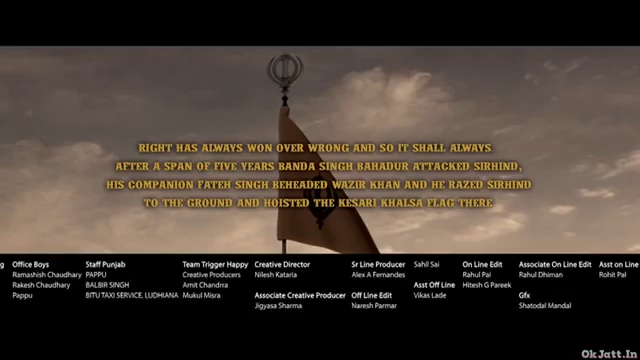 RIGHT HAS ALWAYS WON OVER WRONG AND SO IT SHALL ALWAYS
AFTER A SPAN OF FIVE YEARS BANDA SINGH BAHADUR ATTACKED SIRHIND,
HIS COMPANION FATEH SINGH BEHEADED WAZIR KHAN AND HE RAZED SIRHIND
TO THE GROUND AND HOISTED THE KESARI KHALSA FLAG THERE
g
Office Boys
Ramashish Chaudhary
Rakesh Chaudhary
Pappu
Staff Punjab
PAPPU
BALBIR SINGH
BITU TAXI SERVICE, LUDHIANA
Team Trigger Happy
Creative Producers
Amit Chandrra
Mukul Misra
Creative Director
Nilesh Kataria
Associate Creative Producer
Jigyasa Sharma
Sr Line Producer
Alex A Fernandes
Off Line Edit
Naresh Parmar
Sahil Sai
Asst Off Line
Vikas Lade
On Line Edit
Rahul Pal
Hitesh G Pareek
Associate On Line Edit
Rahul Dhiman
Gfx
Shatodal Mandal
Asst on Line
Rohit Pal
OkJatt.In